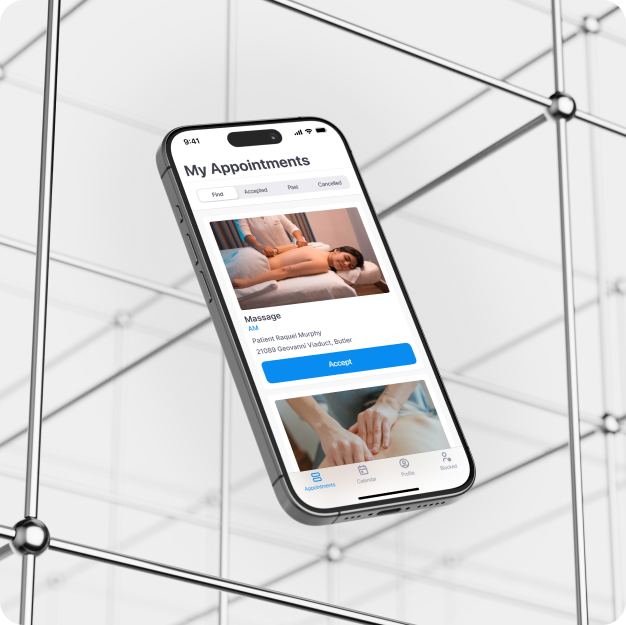 9:41
My Appointments
Find Accepted Past Cancelled
Massage
AM
Patient Raquel Murphy
21089 Geovanni Viaduct, Butler
Accept
Appointments Calendar Profile Blocked